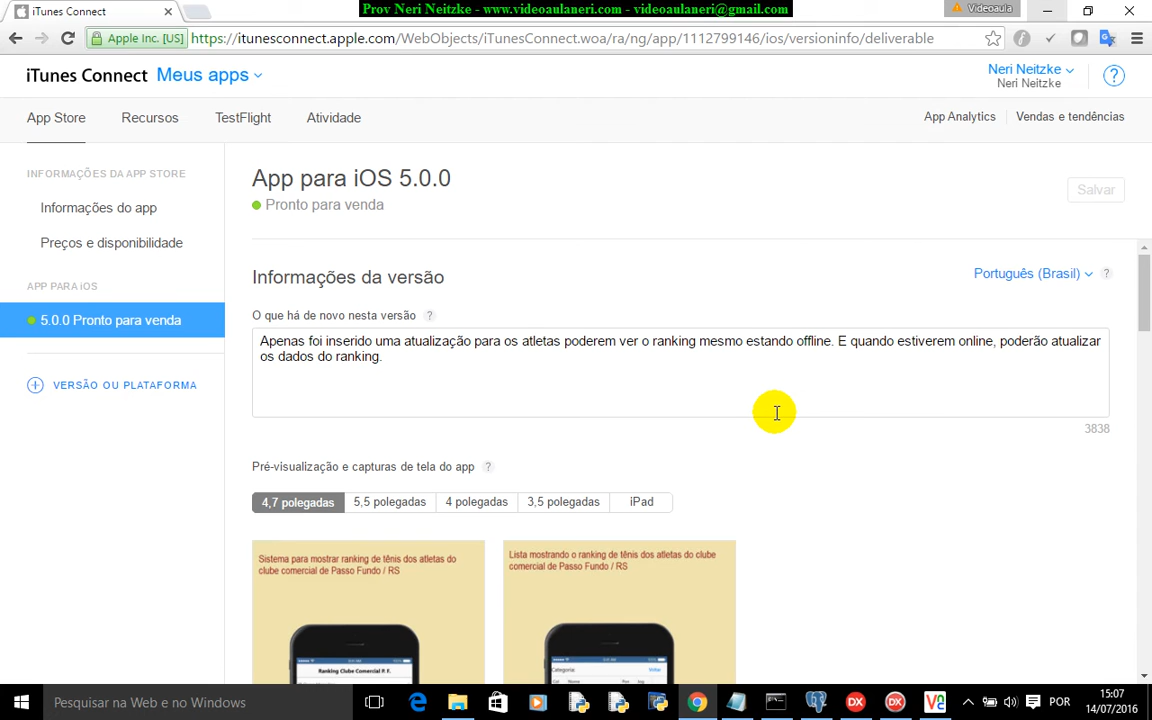 iTunes Connect
Prov Neri Neitzke - www.videoaulaneri.com - videoaulaneri@gmail.com
Videoaula
Apple Inc. [US] https://itunesconnect.apple.com/WebObjects/iTunesConnect.woa/ra/ng/app/1112799146/ios/versioninfo/deliverable
iTunes Connect Meus apps
Neri Neitzke
Neri Neitzke
?
App Store Recursos TestFlight Atividade
App Analytics Vendas e tendências
INFORMAÇÕES DA APP STORE
Informações do app
Preços e disponibilidade
APP PARA iOS
5.0.0 Pronto para venda
VERSÃO OU PLATAFORMA
App para iOS 5.0.0
Pronto para venda
Salvar
Informações da versão
Português (Brasil) ?
O que há de novo nesta versão ?
Apenas foi inserido uma atualização para os atletas poderem ver o ranking mesmo estando offline. E quando estiverem online, poderão atualizar
os dados do ranking.
3838
Pré-visualização e capturas de tela do app ?
4,7 polegadas 5,5 polegadas 4 polegadas 3,5 polegadas iPad
Sistema para mostrar ranking de tênis dos atletas do
clube comercial de Passo Fundo / RS
Ranking Clube Comercial P. F.
Lista mostrando o ranking de tênis dos atletas do clube
comercial de Passo Fundo / RS
Categoria Voltar
Pesquisar na Web e no Windows
POR
15:07
14/07/2016